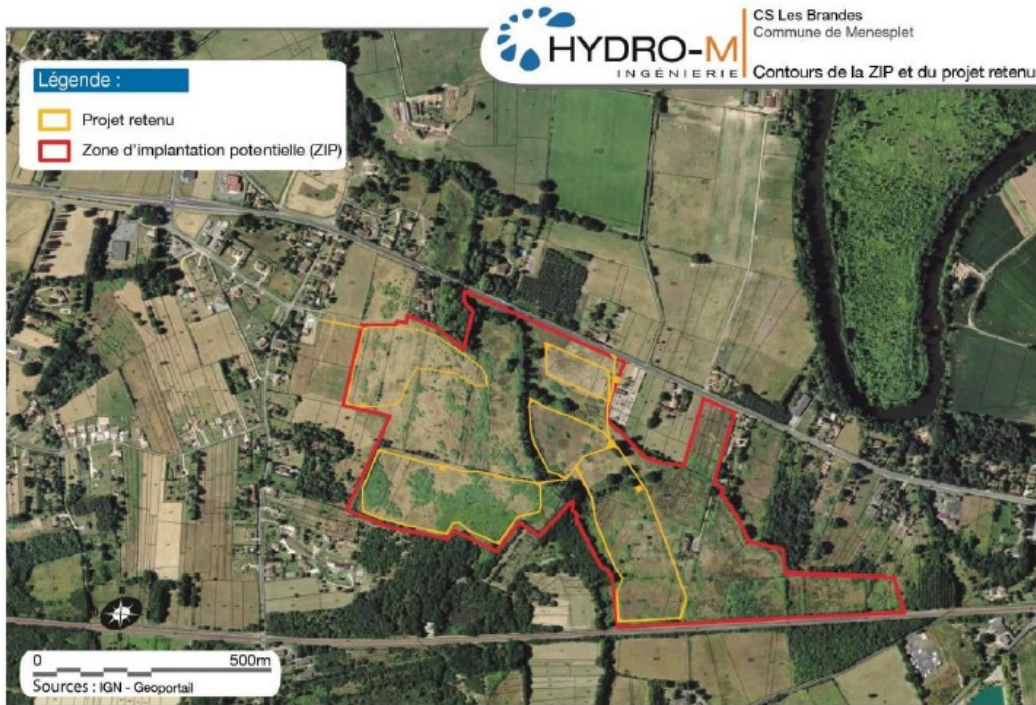 HYDRO-M
INGÉNIERIE
CS Les Brandes
Commune de Menesplet
Contours de la ZIP et du projet retenu
Légende :
Projet retenu
Zone d'implantation potentielle (ZIP)
0 500m
Sources : IGN - Geoportail